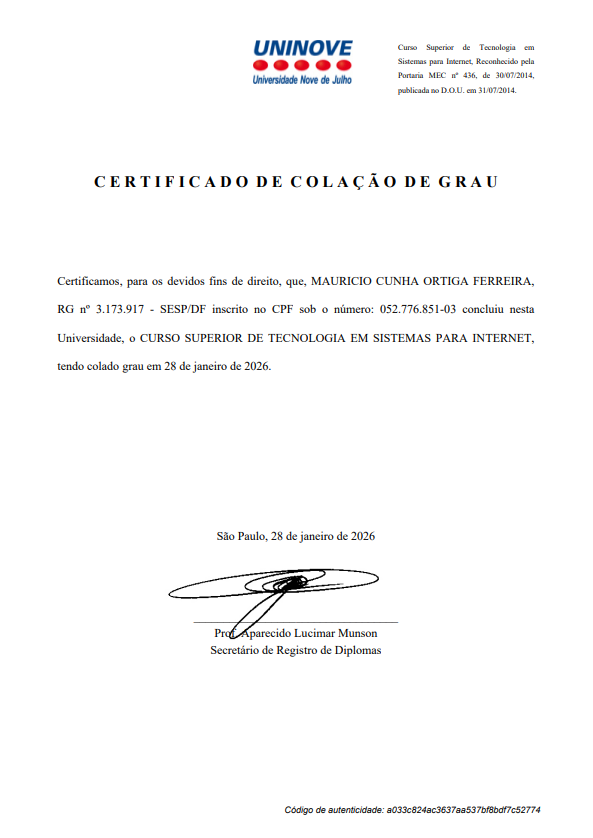 UNINOVE
Universidade Nove de Julho
Curso Superior de Tecnologia em
Sistemas para Internet, Reconhecido pela
Portaria MEC nº 436, de 30/07/2014,
publicada no D.O.U. em 31/07/2014.
CERTIFICADO DE COLAÇÃO DE GRAU
Certificamos, para os devidos fins de direito, que, MAURICIO CUNHA ORTIGA FERREIRA,
RG nº 3.173.917 - SESP/DF inscrito no CPF sob o número: 052.776.851-03 concluiu nesta
Universidade, o CURSO SUPERIOR DE TECNOLOGIA EM SISTEMAS PARA INTERNET,
tendo colado grau em 28 de janeiro de 2026.
São Paulo, 28 de janeiro de 2026
Prof. Aparecido Lucimar Munson
Secretário de Registro de Diplomas
Código de autenticidade: a033c824ac3637aa537bf8bdf7c52774